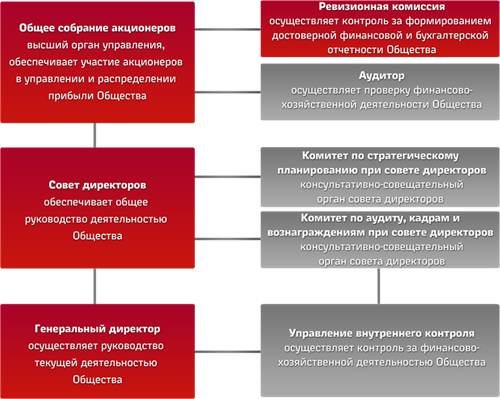 Общее собрание акционеров
высший орган управления,
обеспечивает участие акционеров
в управлении и распределении
прибыли Общества
Ревизионная комиссия
осуществляет контроль за формированием
достоверной финансовой и бухгалтерской
отчетности Общества
Аудитор
осуществляет проверку финансово-
хозяйственной деятельности Общества
Совет директоров
обеспечивает общее
руководство деятельностью
Общества
Комитет по стратегическому
планированию при совете директоров
консультативно-совещательный
орган совета директоров
Комитет по аудиту, кадрам и
вознаграждениям при совете директоров
консультативно-совещательный
орган совета директоров
Генеральный директор
осуществляет руководство
текущей деятельностью
Общества
Управление внутреннего контроля
осуществляет контроль за финансово-
хозяйственной деятельностью Общества